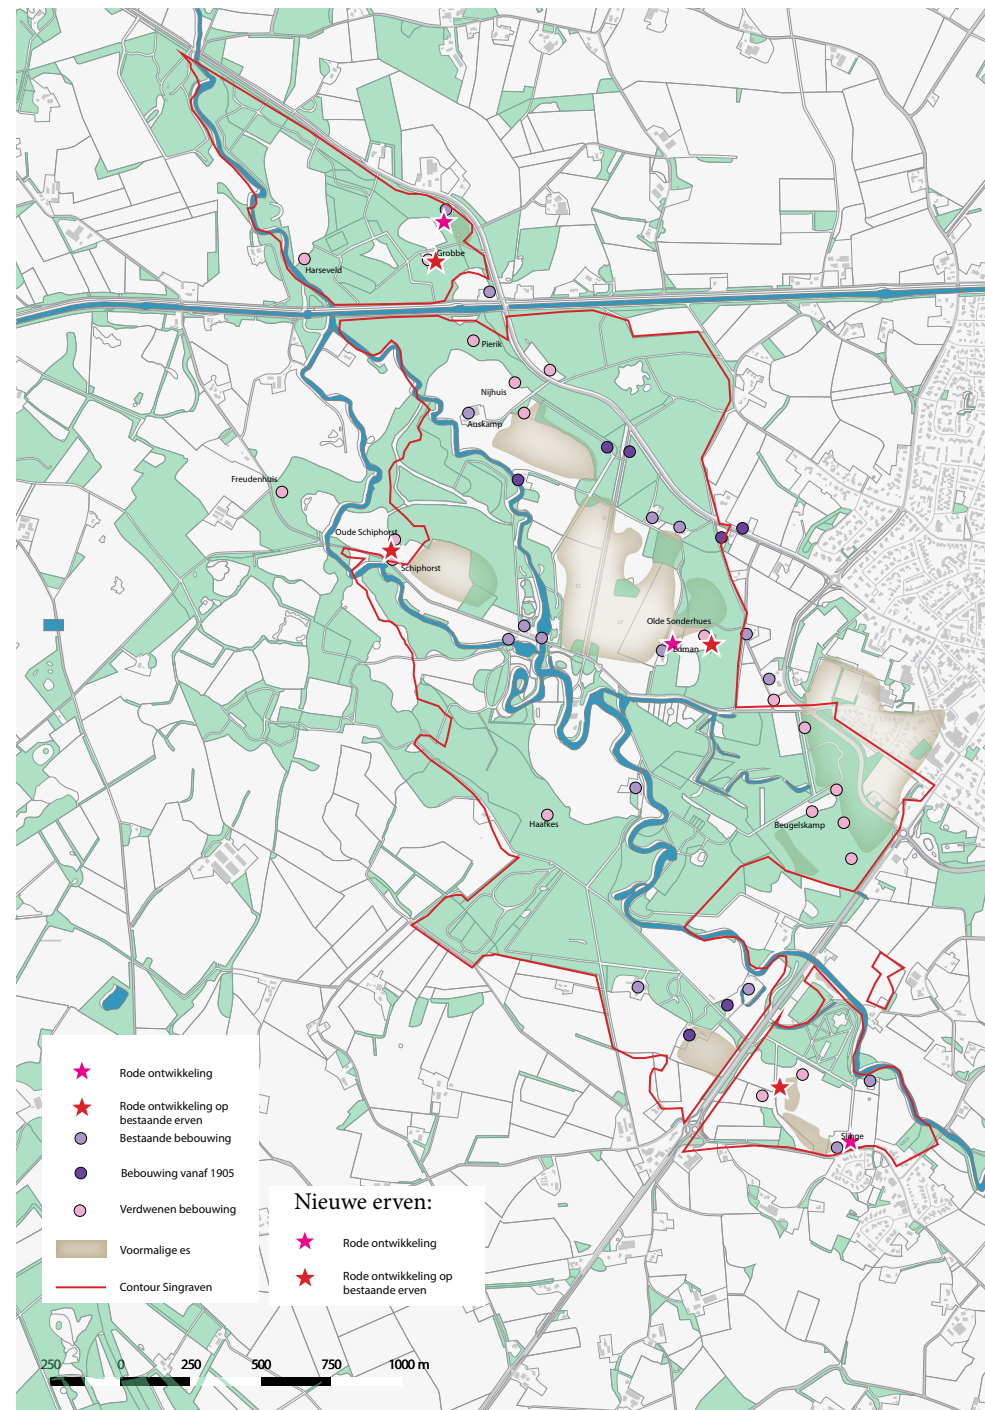 Grobbe
Harseveld
Pierik
Nijhuis
Auskamp
Freudenhuis
Oude Schiphorst
Schiphorst
Olde Sonderhues
Loman
Haafkes
Beugelskamp
Slinge
Rode ontwikkeling
Rode ontwikkeling op
bestaande erven
Bestaande bebouwing
Bebouwing vanaf 1905
Verdwenen bebouwing
Voormalige es
Contour Singraven
Nieuwe erven:
Rode ontwikkeling
Rode ontwikkeling op
bestaande erven
250 0 250 500 750 1000 m